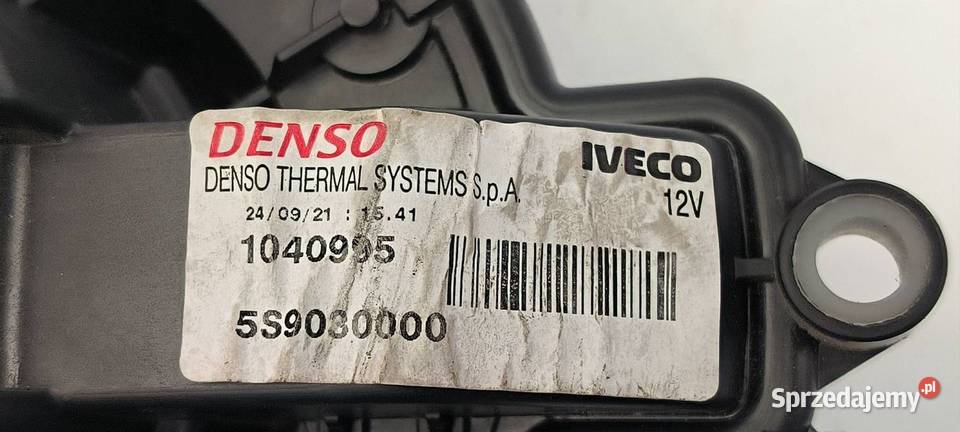 DENSO
IVECO
DENSO THERMAL SYSTEMS S.p.A.
12V
24/09/21 : 15.41
1040995
5S9030000
Sprzedajemy.pl